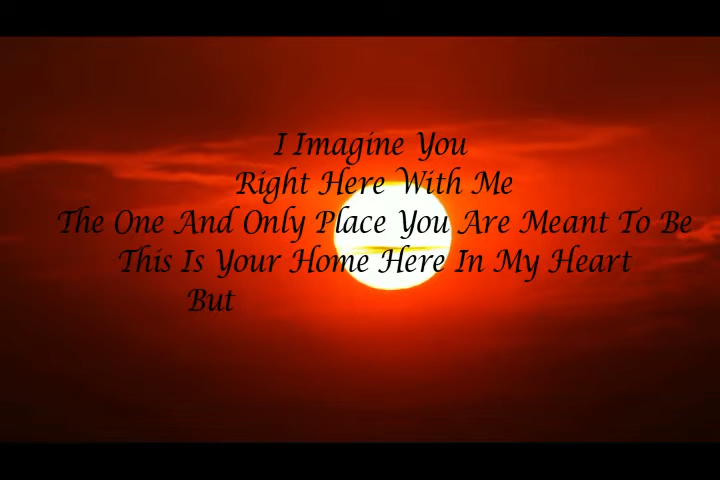 I Imagine You
Right Here With Me
The One And Only Place You Are Meant To Be
This Is Your Home Here In My Heart
But